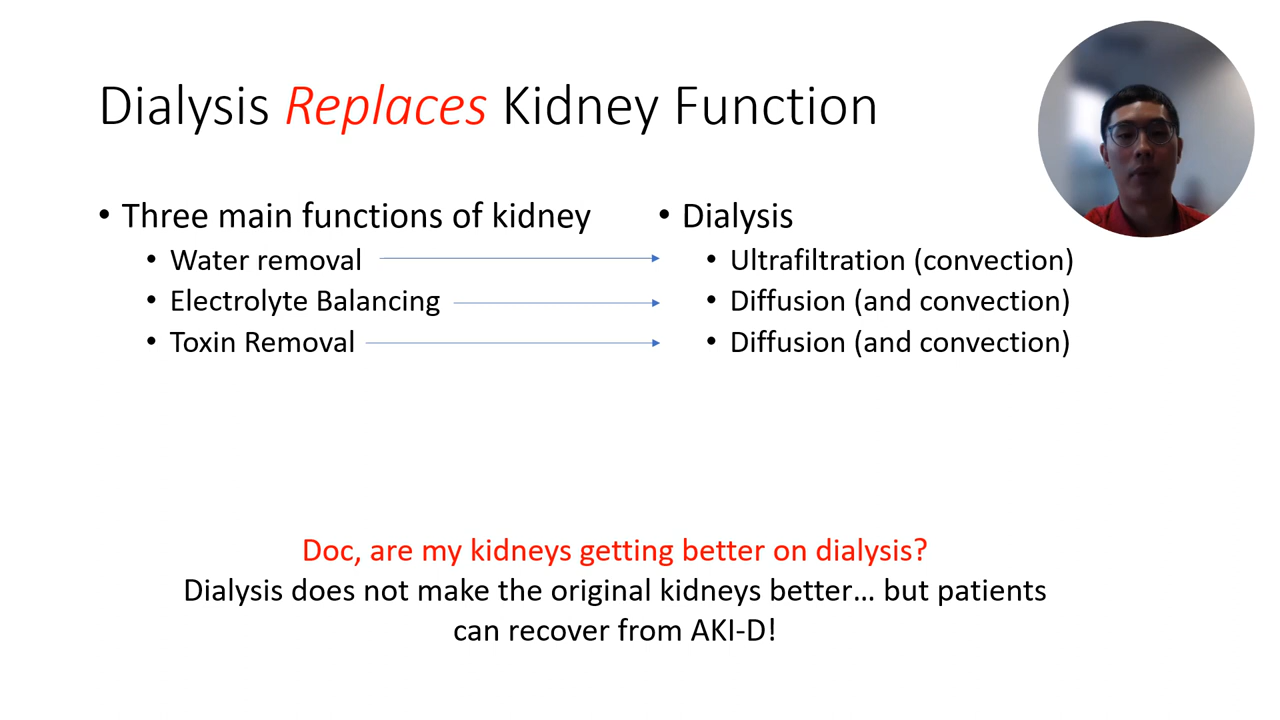 Dialysis Replaces Kidney Function
• Three main functions of kidney
• Water removal
• Electrolyte Balancing
• Toxin Removal
• Dialysis
• Ultrafiltration (convection)
• Diffusion (and convection)
• Diffusion (and convection)
Doc, are my kidneys getting better on dialysis?
Dialysis does not make the original kidneys better… but patients
can recover from AKI-D!